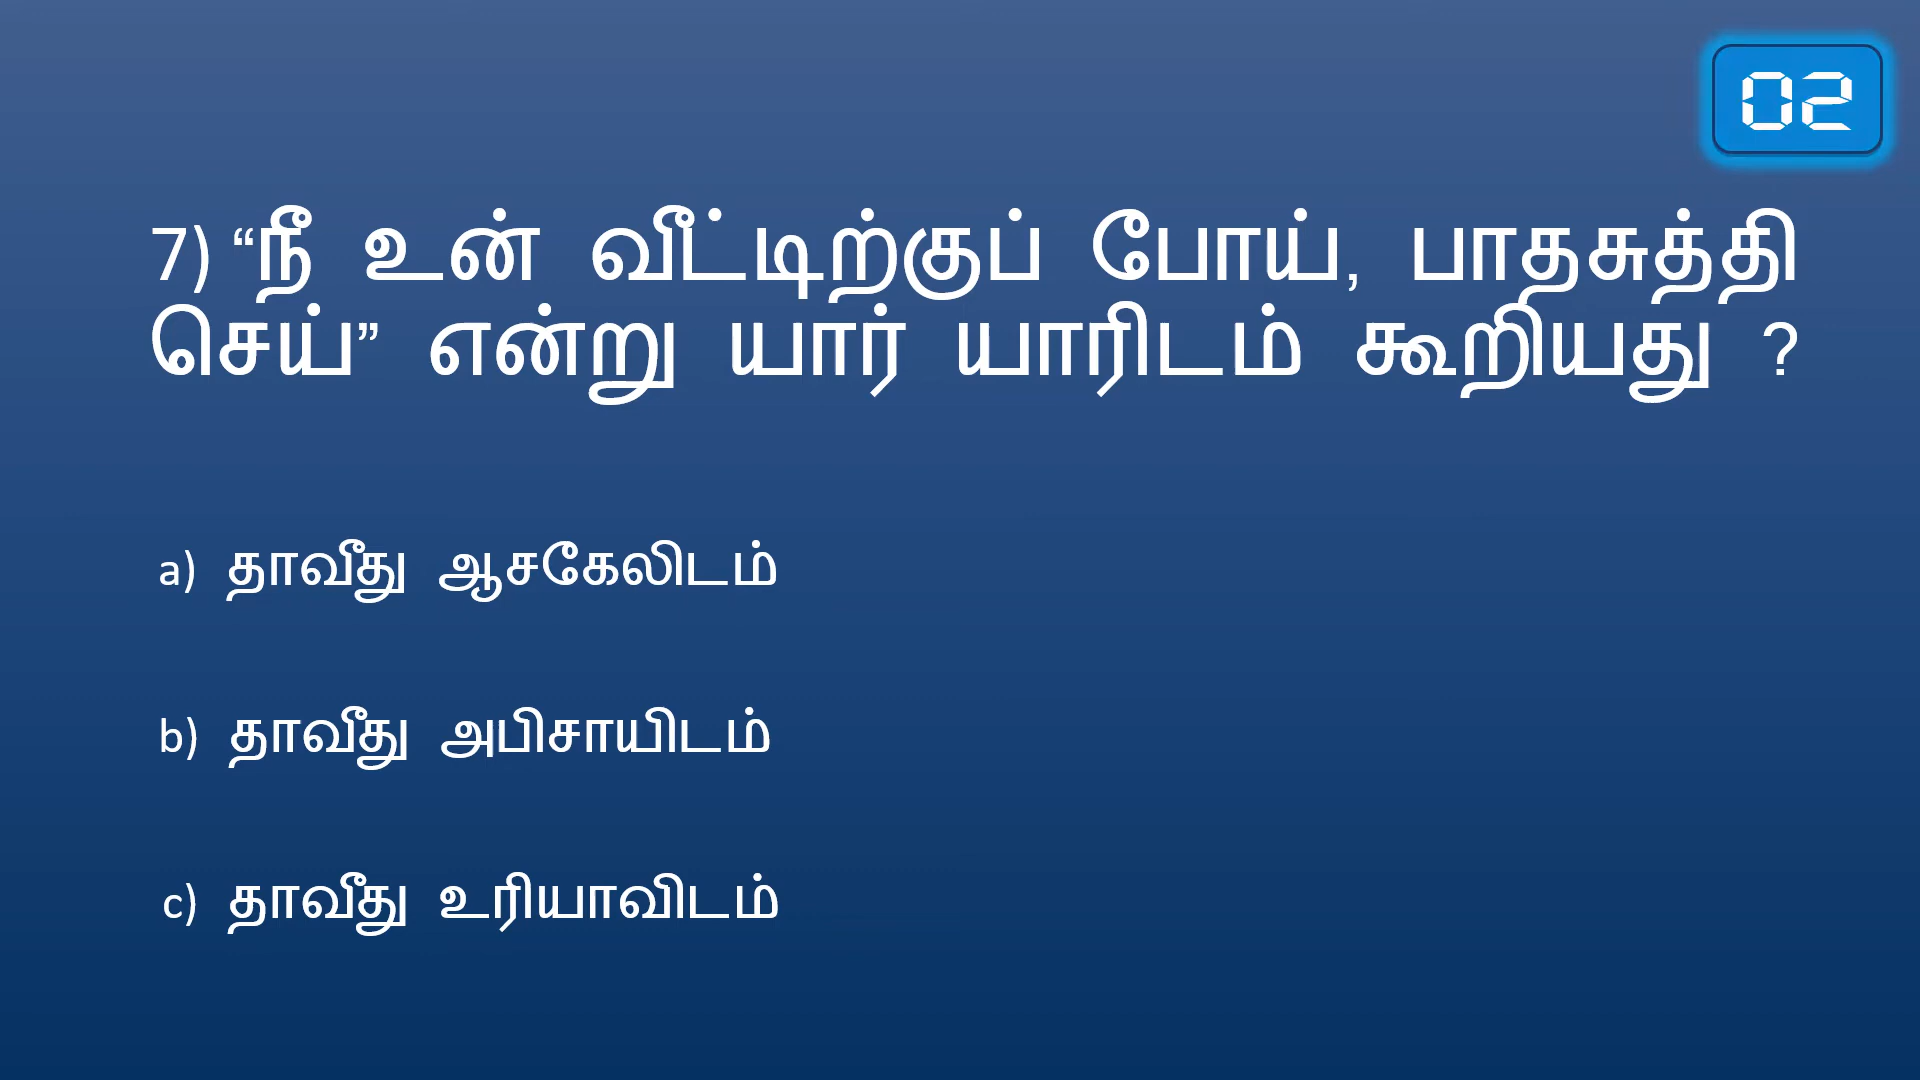 02
7) “நீ உன் வீட்டிற்குப் போய், பாதசுத்தி
செய்” என்று யார் யாரிடம் கூறியது ?
a) தாவீது ஆசகேலிடம்
b) தாவீது அபிசாயிடம்
c) தாவீது உரியாவிடம்